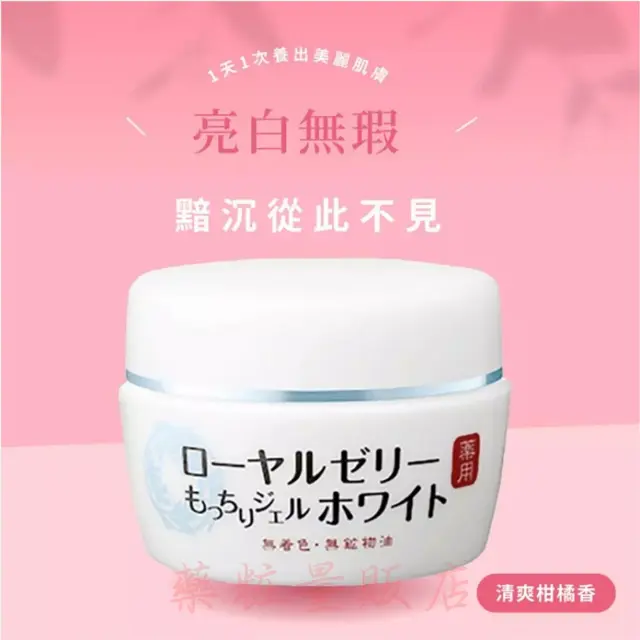 1天1次養出美麗肌膚
亮白無瑕
黯沉從此不見
ローヤルゼリー
もっちりジェルホワイト
薬用
無着色・無鉱物油
藥粧量販店
清爽柑橘香